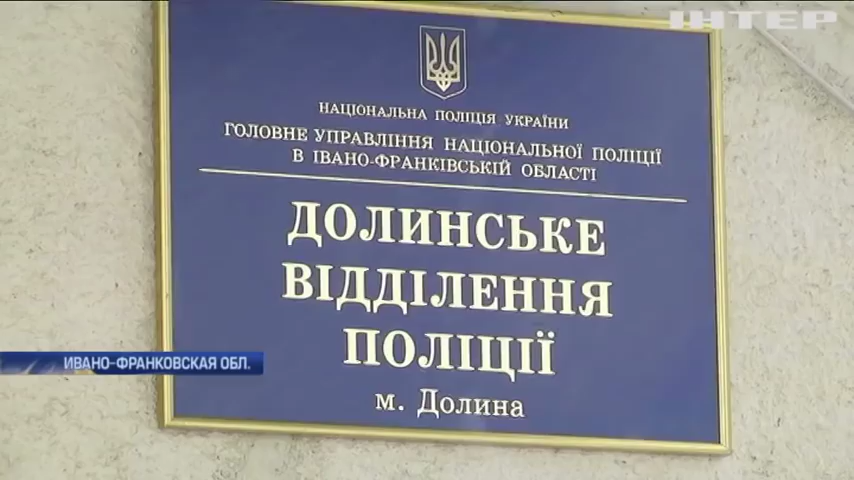 ІНТЕР
НАЦІОНАЛЬНА ПОЛІЦІЯ УКРАЇНИ
ГОЛОВНЕ УПРАВЛІННЯ НАЦІОНАЛЬНОЇ ПОЛІЦІЇ
В ІВАНО-ФРАНКІВСЬКІЙ ОБЛАСТІ
ДОЛИНСЬКЕ
ВІДДІЛЕННЯ
ПОЛІЦІЇ
м. Долина
ИВАНО-ФРАНКОВСКАЯ ОБЛ.